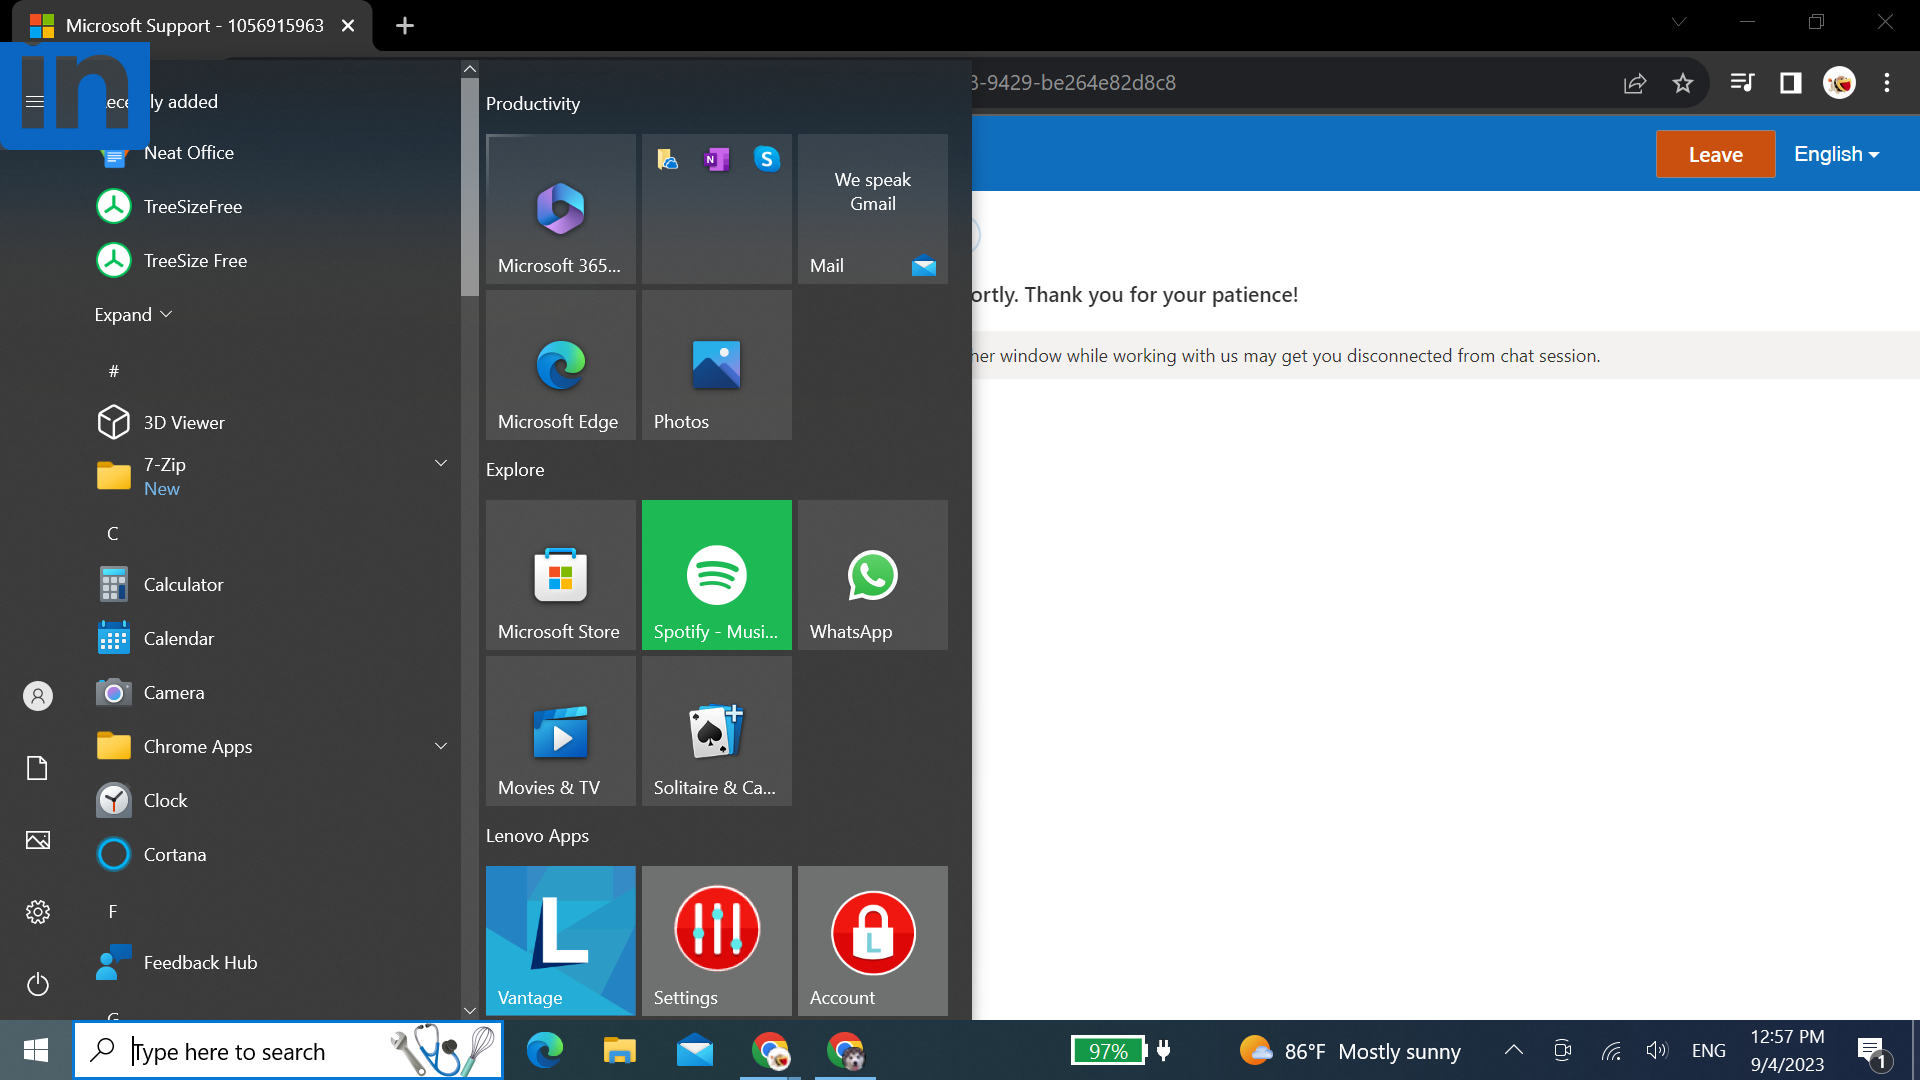 Microsoft Support - 1056915963
3-9429-be264e82d8c8
in
Leave
English
ortly. Thank you for your patience!
her window while working with us may get you disconnected from chat session.
ecently added
Neat Office
TreeSizeFree
TreeSize Free
Expand
#
3D Viewer
7-Zip
New
C
Calculator
Calendar
Camera
Chrome Apps
Clock
Cortana
F
Feedback Hub
G
Productivity
Microsoft 365...
N
S
We speak
Gmail
Mail
Microsoft Edge
Photos
Explore
Microsoft Store
Spotify - Musi...
WhatsApp
Movies & TV
Solitaire & Ca...
Lenovo Apps
L
Vantage
Settings
L
Account
Type here to search
97%
86°F Mostly sunny
ENG
12:57 PM
9/4/2023
1